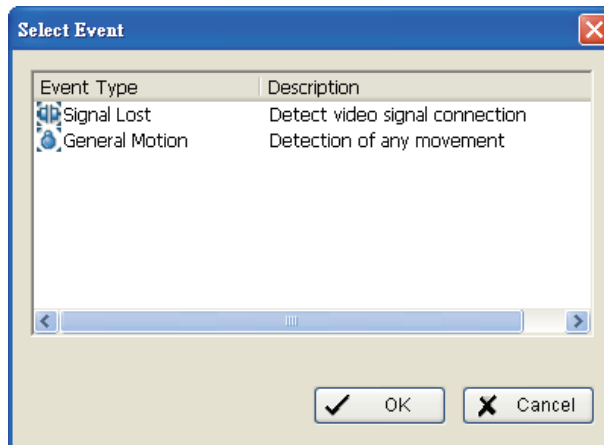 Select Event
Event Type Description
Signal Lost Detect video signal connection
General Motion Detection of any movement
OK Cancel